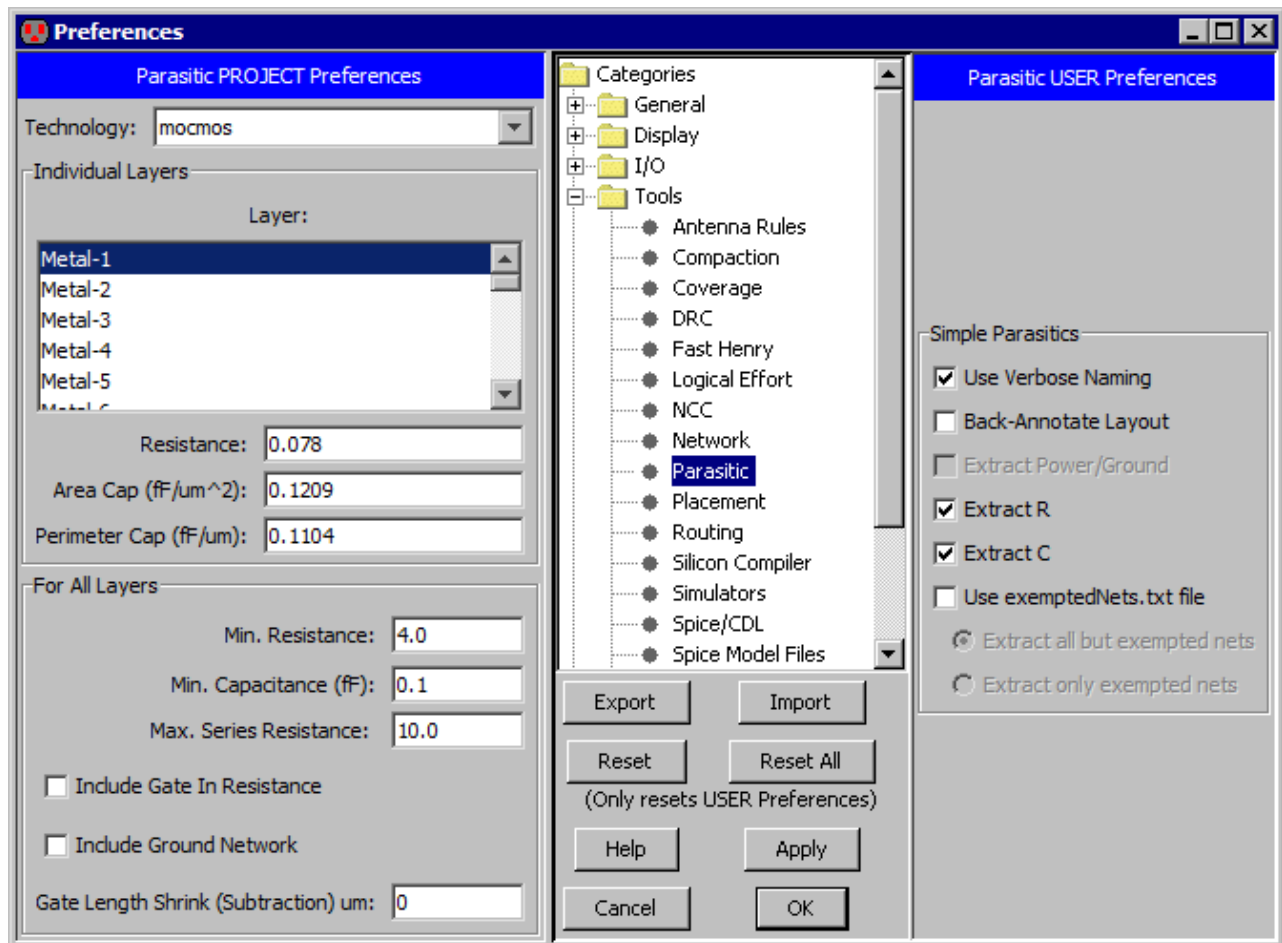 Preferences
Parasitic PROJECT Preferences
Technology: mocmos
Individual Layers
Layer:
Metal-1
Metal-2
Metal-3
Metal-4
Metal-5
Resistance: 0.078
Area Cap (fF/um^2): 0.1209
Perimeter Cap (fF/um): 0.1104
For All Layers
Min. Resistance: 4.0
Min. Capacitance (fF): 0.1
Max. Series Resistance: 10.0
Include Gate In Resistance
Include Ground Network
Gate Length Shrink (Subtraction) um: 0
Categories
General
Display
I/O
Tools
Antenna Rules
Compaction
Coverage
DRC
Fast Henry
Logical Effort
NCC
Network
Parasitic
Placement
Routing
Silicon Compiler
Simulators
Spice/CDL
Spice Model Files
Export Import
Reset Reset All
(Only resets USER Preferences)
Help Apply
Cancel OK
Parasitic USER Preferences
Simple Parasitics
Use Verbose Naming
Back-Annotate Layout
Extract Power/Ground
Extract R
Extract C
Use exemptedNets.txt file
Extract all but exempted nets
Extract only exempted nets